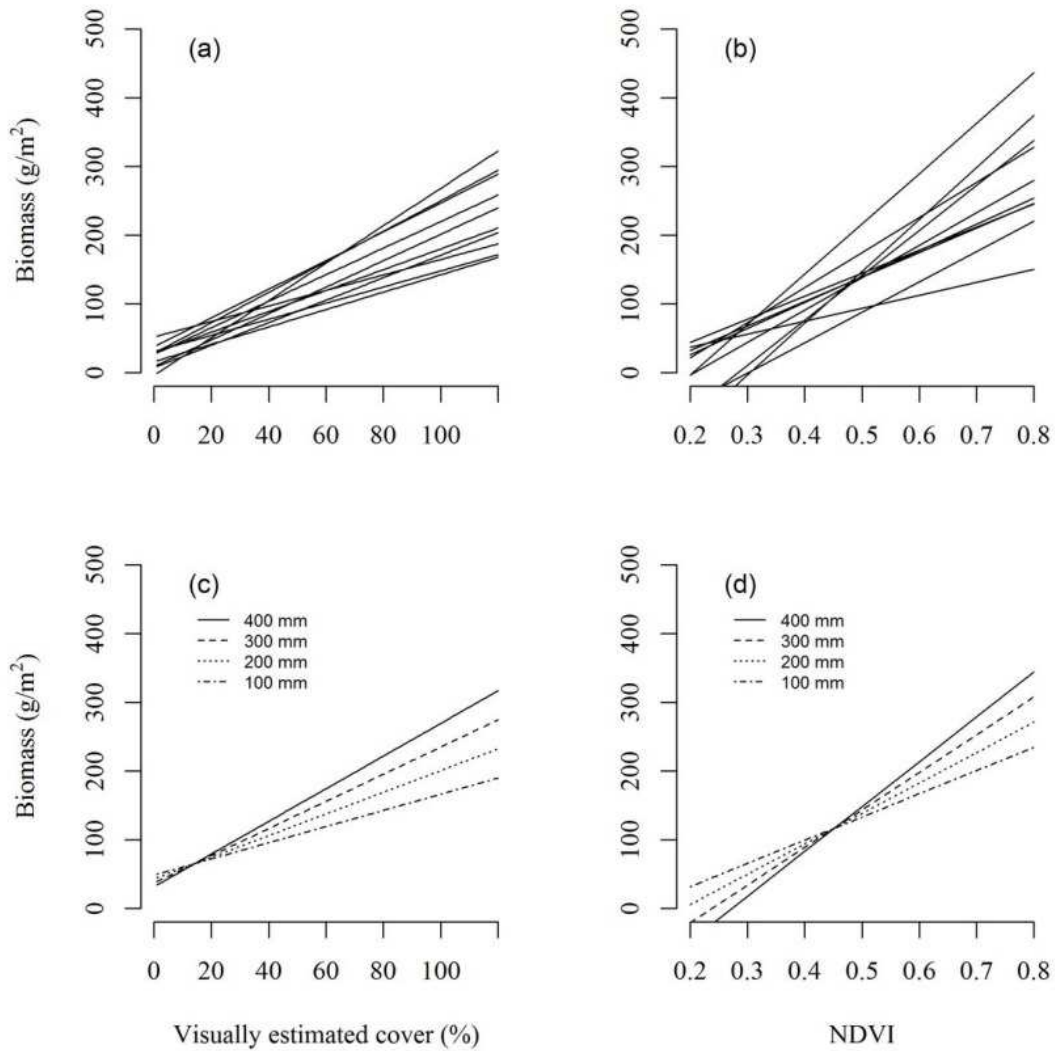 (a)
500
400
300
200
100
0
Biomass (g/m²)
0 20 40 60 80 100
(b)
500
400
300
200
100
0
0.2 0.3 0.4 0.5 0.6 0.7 0.8
(c)
400 mm
300 mm
200 mm
100 mm
500
400
300
200
100
0
Biomass (g/m²)
0 20 40 60 80 100
Visually estimated cover (%)
(d)
400 mm
300 mm
200 mm
100 mm
500
400
300
200
100
0
0.2 0.3 0.4 0.5 0.6 0.7 0.8
NDVI